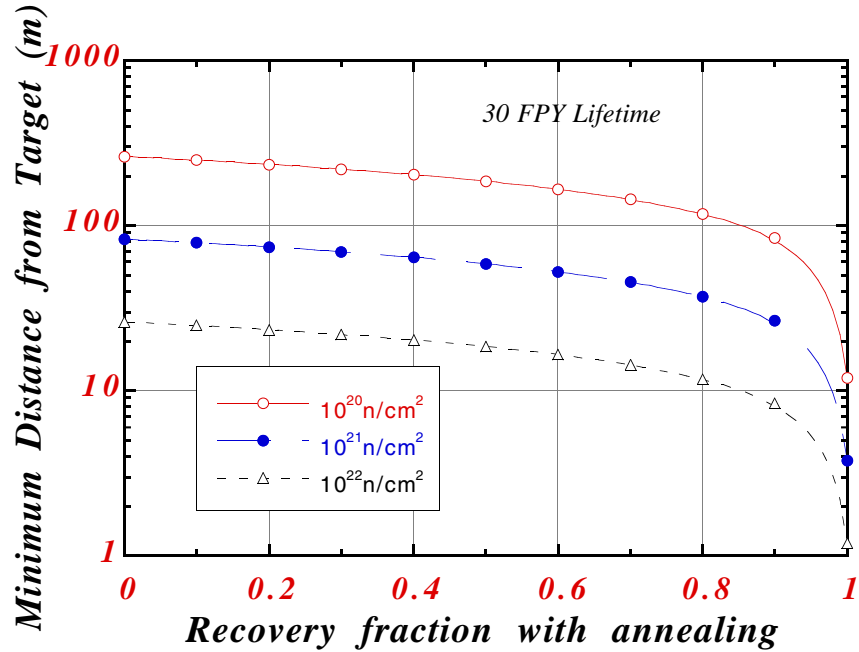 Minimum Distance from Target (m)
1000
100
10
1
30 FPY Lifetime
10²⁰n/cm²
10²¹n/cm²
10²²n/cm²
0 0.2 0.4 0.6 0.8 1
Recovery fraction with annealing